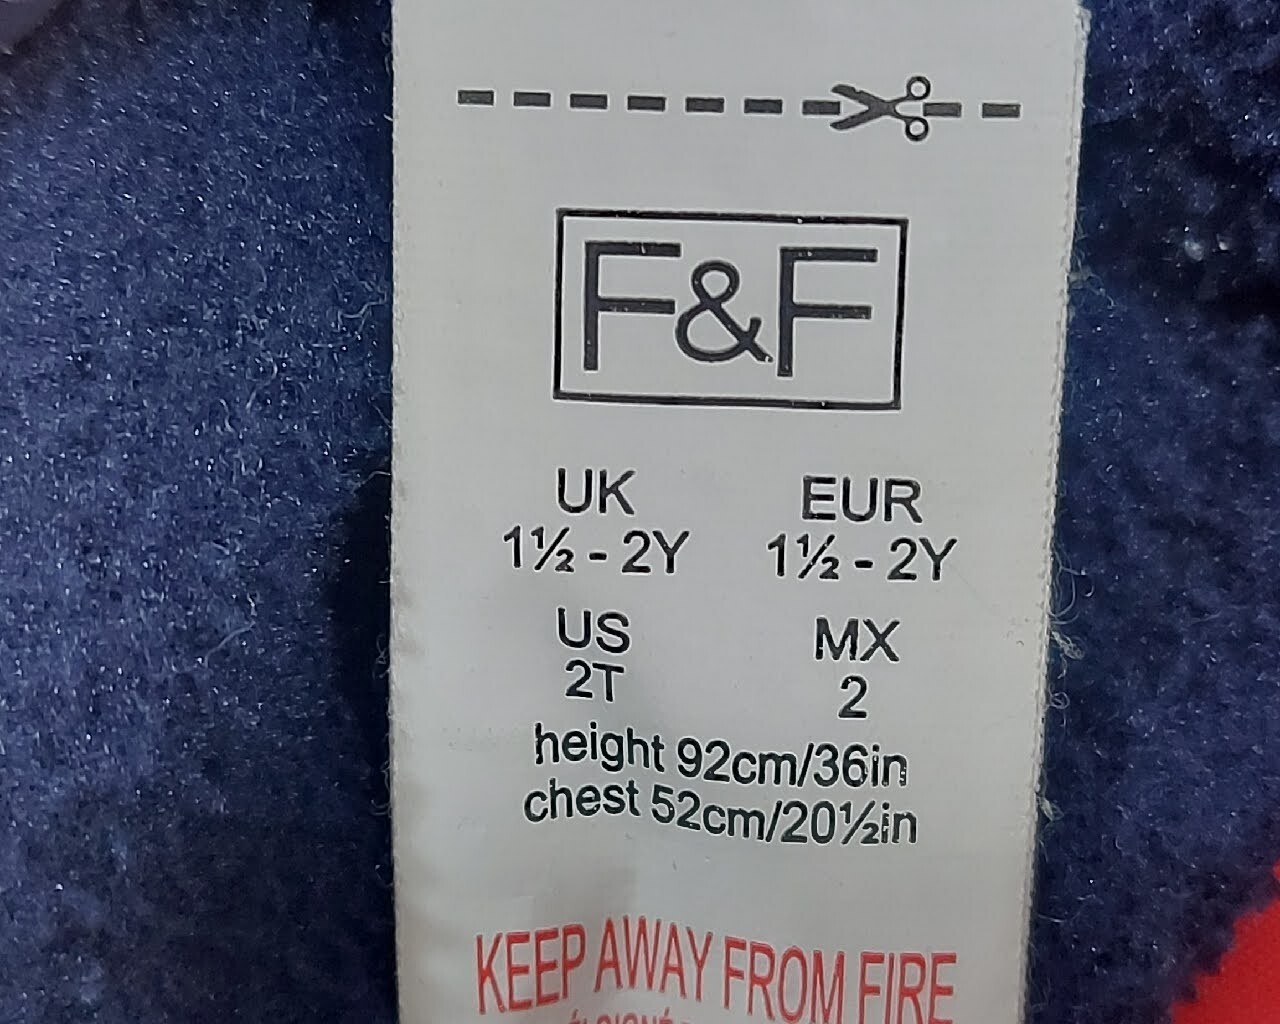 F&F
UK EUR
1½ - 2Y 1½ - 2Y
US MX
2T 2
height 92cm/36in
chest 52cm/20½in
KEEP AWAY FROM FIRE